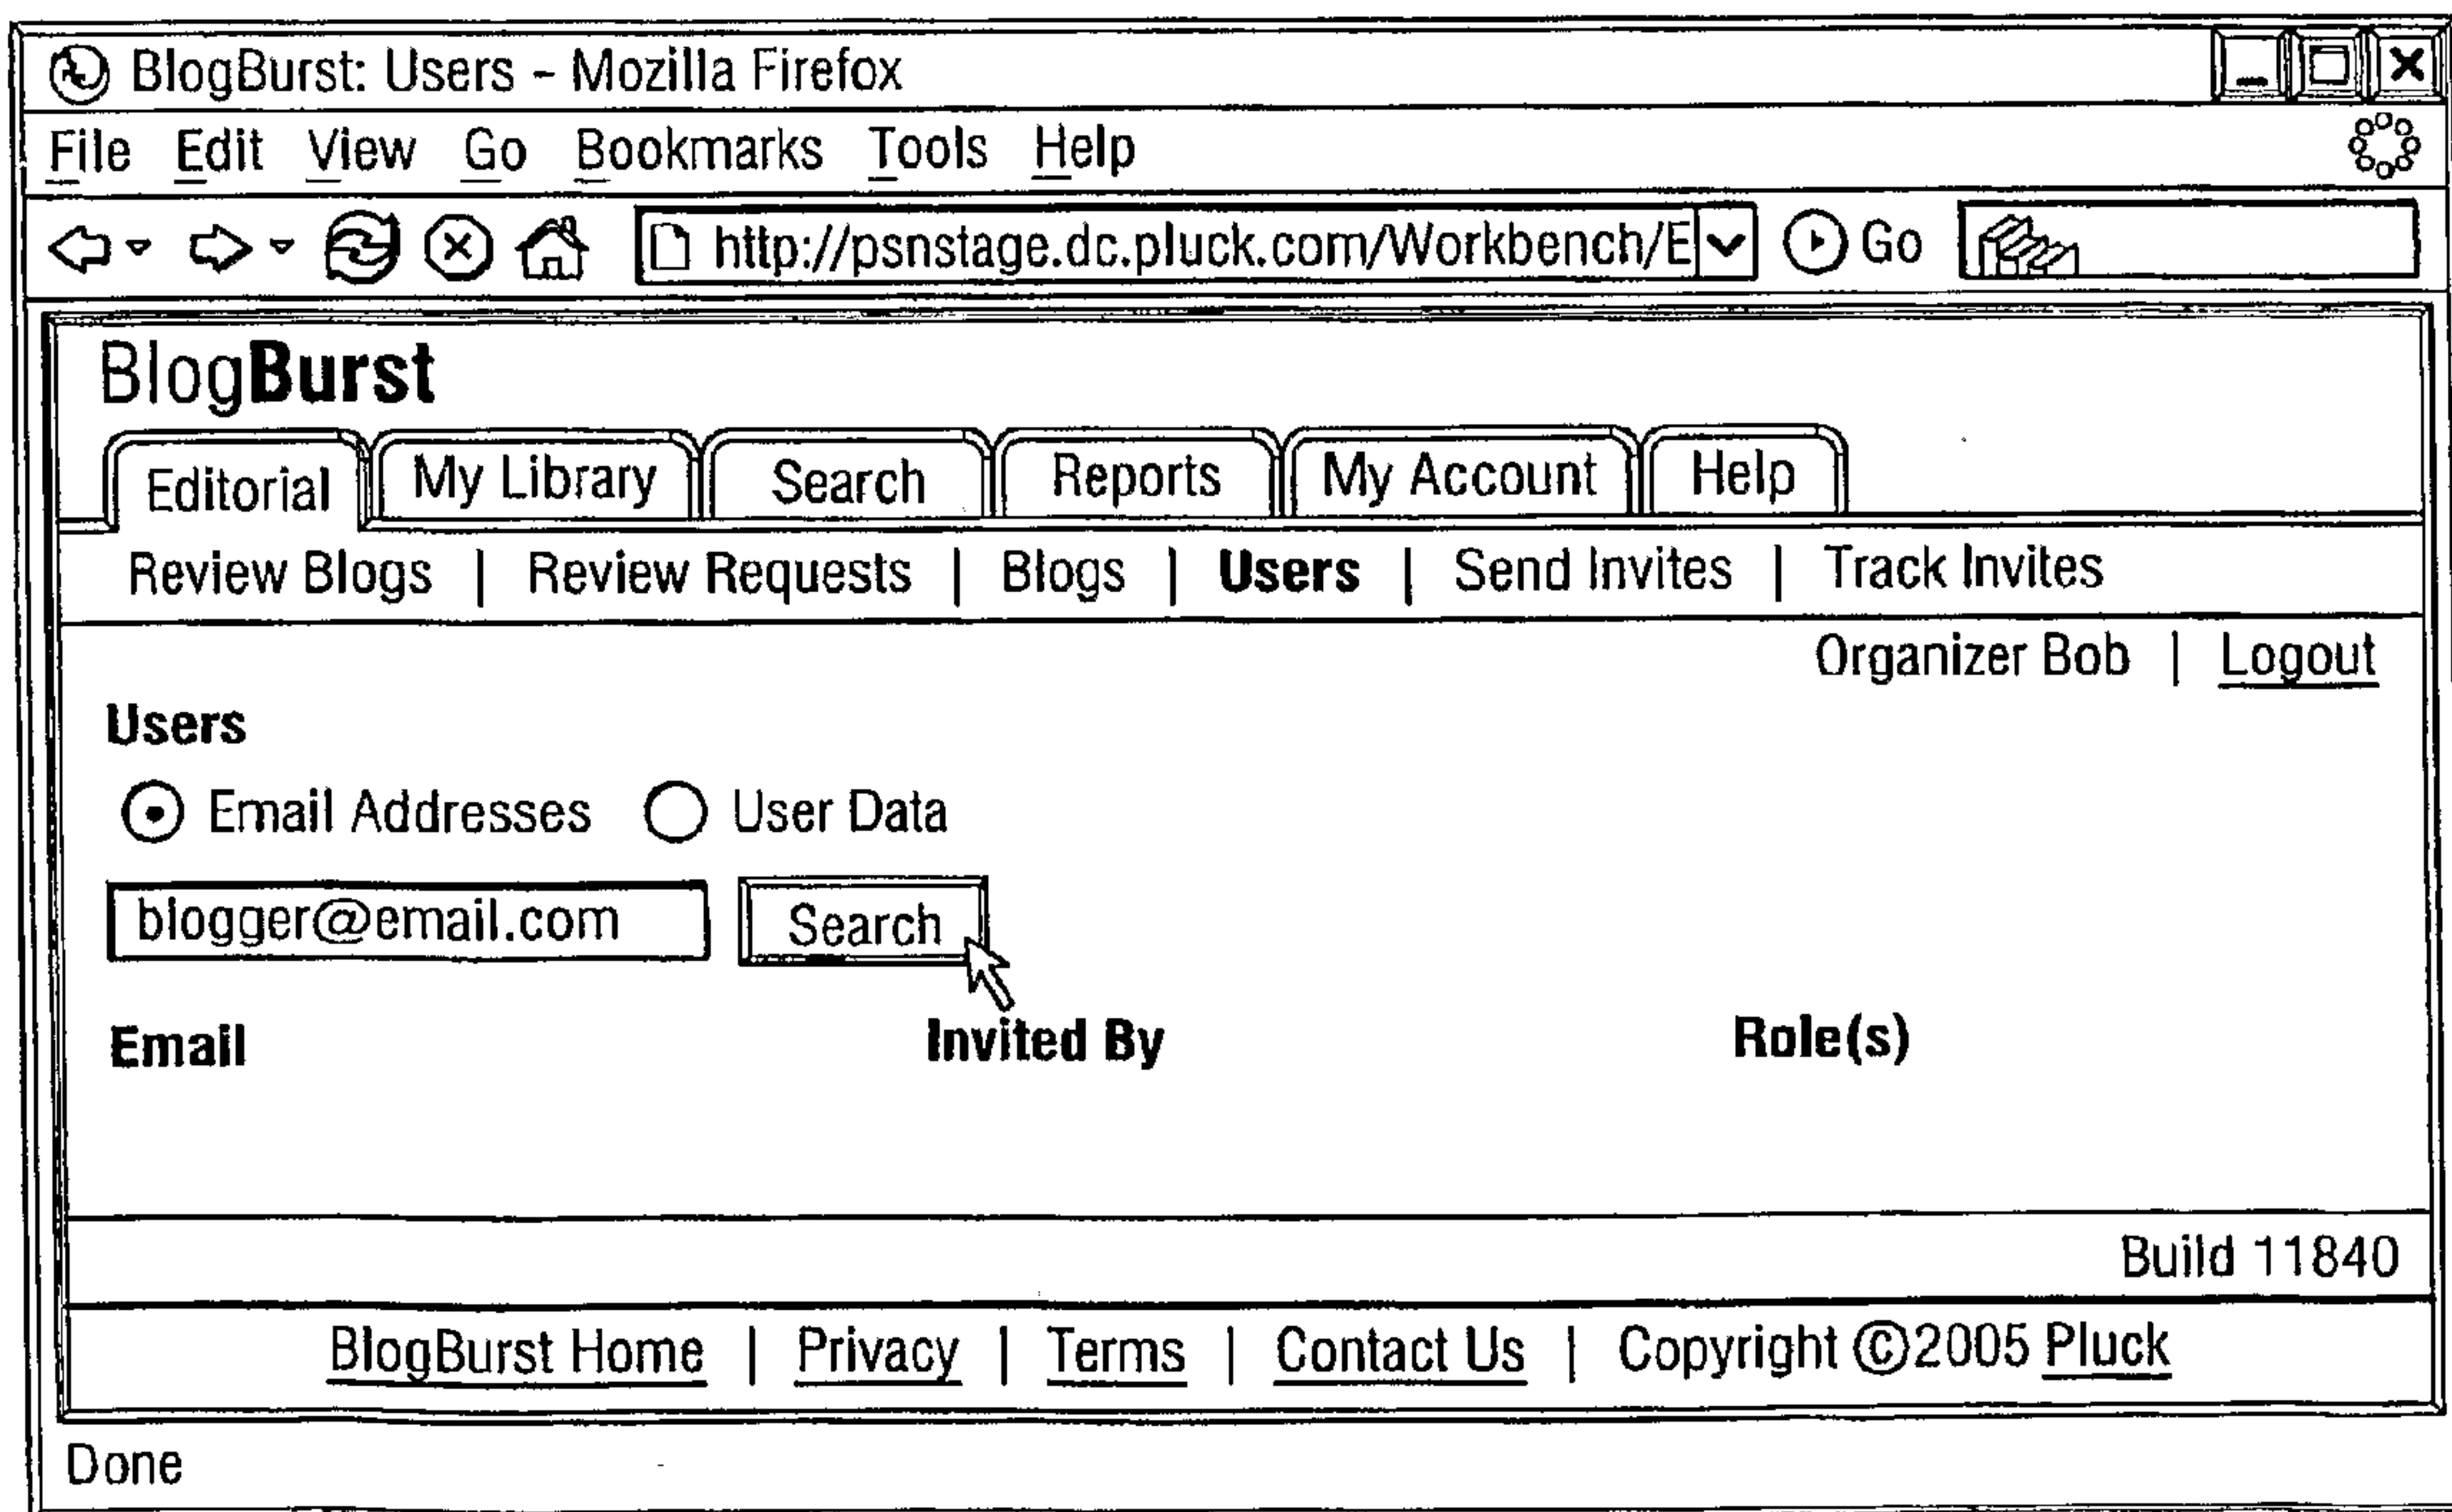 BlogBurst: Users - Mozilla Firefox
File Edit View Go Bookmarks Tools Help
http://psnstage.dc.pluck.com/Workbench/E Go
BlogBurst
Editorial My Library Search Reports My Account Help
Review Blogs | Review Requests | Blogs | Users | Send Invites | Track Invites
Organizer Bob | Logout
Users
Email Addresses User Data
blogger@email.com Search
Email Invited By Role(s)
Build 11840
BlogBurst Home | Privacy | Terms | Contact Us | Copyright ©2005 Pluck
Done